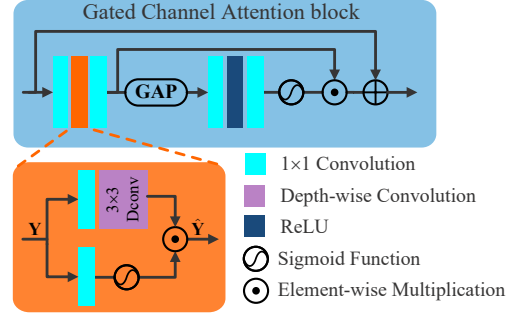 Gated Channel Attention block
GAP
1×1 Convolution
Depth-wise Convolution
ReLU
Sigmoid Function
Element-wise Multiplication
Y
3×3
Dconv
Ŷ